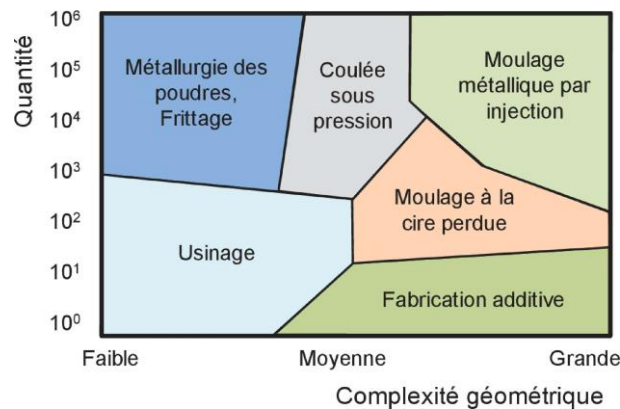 Quantité
10⁶
10⁵
10⁴
10³
10²
10¹
10⁰
Métallurgie des
poudres,
Frittage
Coulée
sous
pression
Moulage
métallique par
injection
Moulage à la
cire perdue
Usinage
Fabrication additive
Faible
Moyenne
Grande
Complexité géométrique